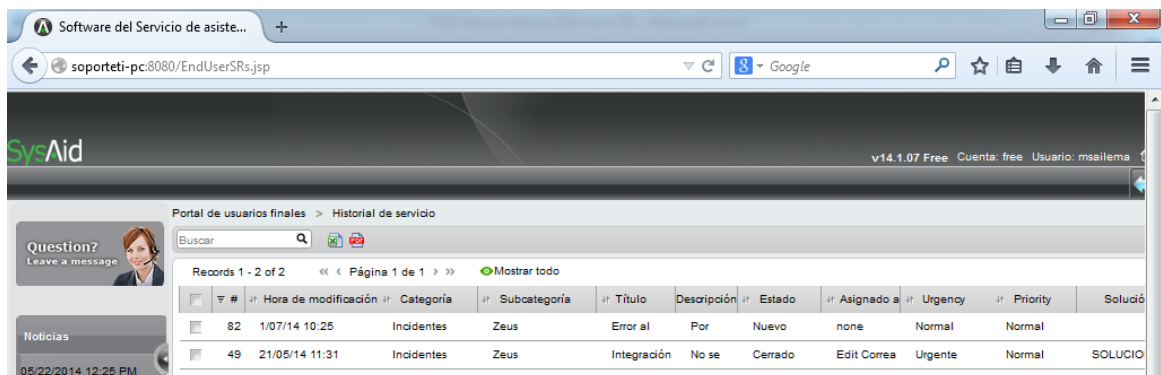 Software del Servicio de asiste...
soporteti-pc:8080/EndUserSRs.jsp
8 Google
SysAid
v14.1.07 Free Cuenta: free Usuario: msailema
Portal de usuarios finales > Historial de servicio
Question?
Leave a message
Buscar
Records 1 - 2 of 2 « < Página 1 de 1 > » Mostrar todo
# Hora de modificación Categoría Subcategoría Título Descripción Estado Asignado a Urgency Priority Solució
82 1/07/14 10:25 Incidentes Zeus Error al Por Nuevo none Normal Normal
Noticias
49 21/05/14 11:31 Incidentes Zeus Integración No se Cerrado Edit Correa Urgente Normal SOLUCIO
05/22/2014 12:25 PM